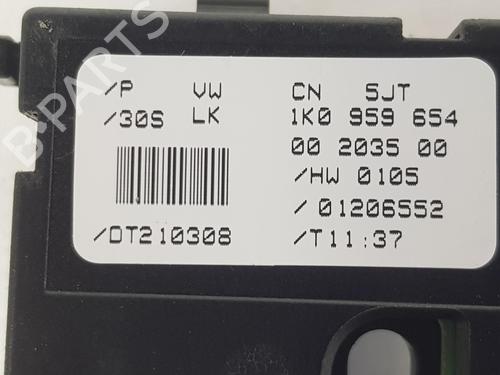 /P VW CN 5JT
/30S LK 1K0 959 654
00 2035 00
/HW 0105
/01206552
/DT210308 /T11:37
B-PARTS